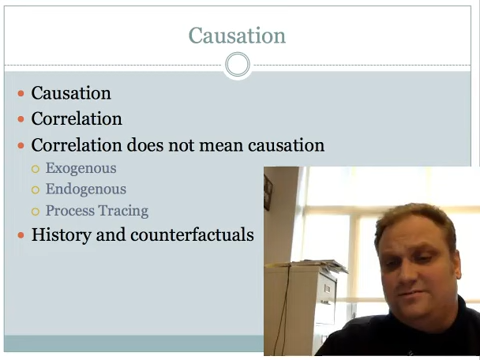 Causation
Causation
Correlation
Correlation does not mean causation
Exogenous
Endogenous
Process Tracing
History and counterfactuals